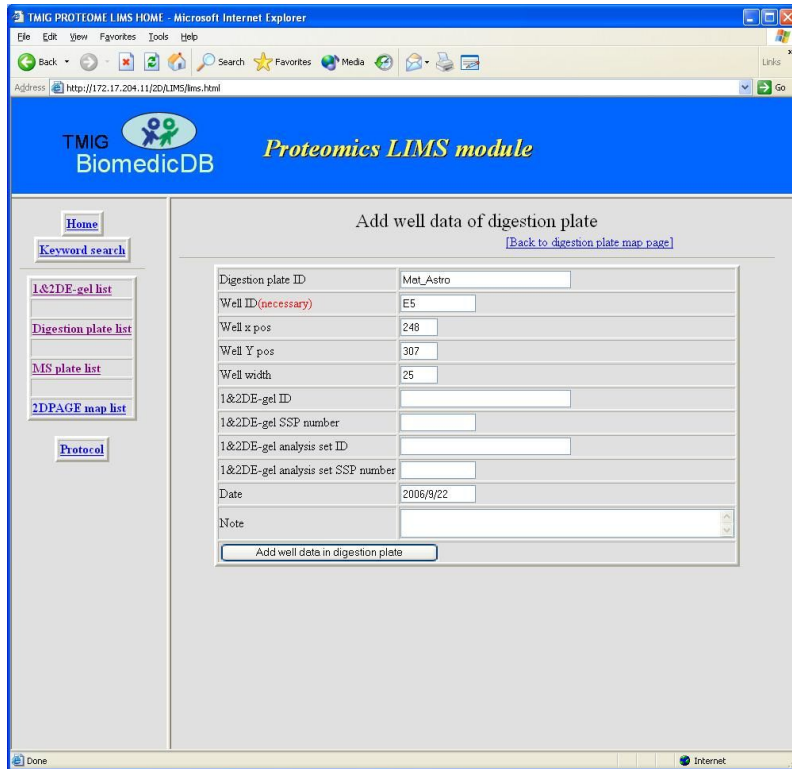 TMIG PROTEOME LIMS HOME - Microsoft Internet Explorer
File Edit View Favorites Tools Help
Back Search Favorites Media Links
Address http://172.17.204.11/2D/LIMS/lims.html Go
TMIG
BiomedicDB
Proteomics LIMS module
Home
Keyword search
1&2DE-gel list
Digestion plate list
MS plate list
2DPAGE map list
Protocol
Add well data of digestion plate
[Back to digestion plate map page]
Digestion plate ID Mat_Astro
Well ID(necessary) E5
Well x pos 248
Well Y pos 307
Well width 25
1&2DE-gel ID
1&2DE-gel SSP number
1&2DE-gel analysis set ID
1&2DE-gel analysis set SSP number
Date 2006/9/22
Note
Add well data in digestion plate
Done Internet